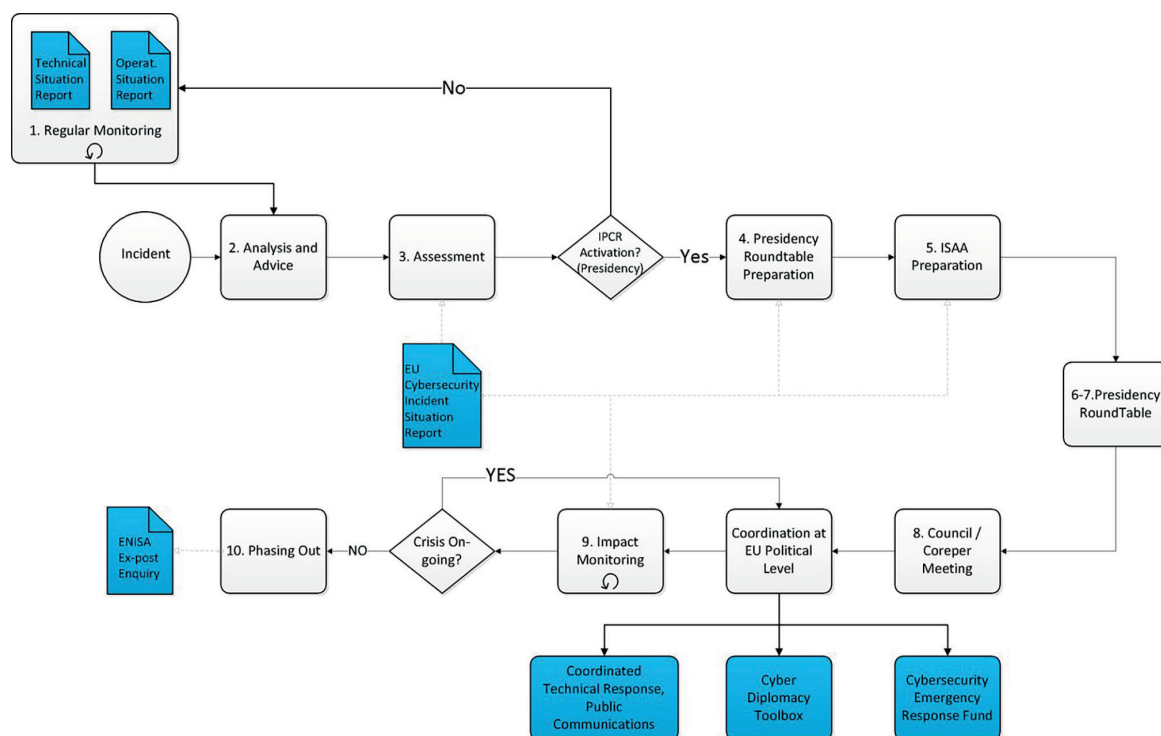 Technical
Situation
Report
Operat.
Situation
Report
1. Regular Monitoring
No
Incident
2. Analysis and
Advice
3. Assessment
IPCR
Activation?
(Presidency)
Yes
4. Presidency
Roundtable
Preparation
5. ISAA
Preparation
EU
Cybersecurity
Incident
Situation
Report
6-7.Presidency
RoundTable
YES
ENISA
Ex-post
Enquiry
10. Phasing Out
NO
Crisis On-
going?
9. Impact
Monitoring
Coordination at
EU Political
Level
8. Council /
Coreper
Meeting
Coordinated
Technical Response,
Public
Communications
Cyber
Diplomacy
Toolbox
Cybersecurity
Emergency
Response Fund